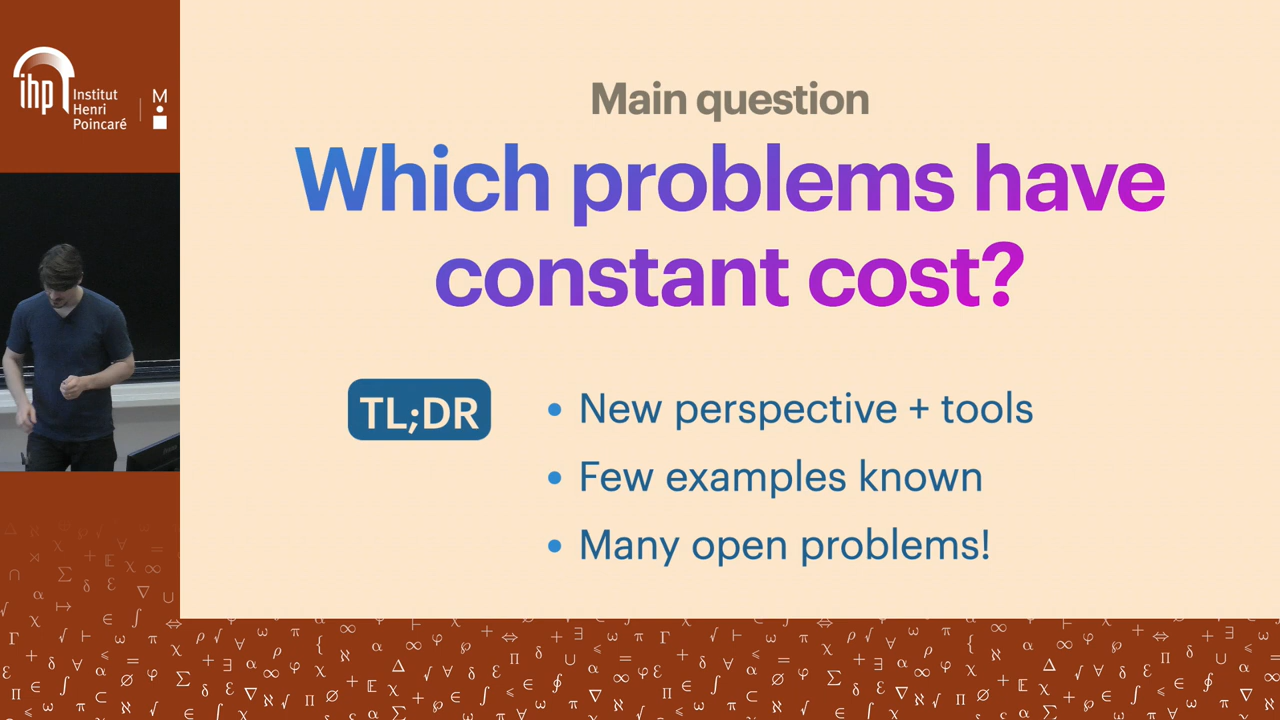 ihp Institut
Henri
Poincaré
M
Main question
Which problems have
constant cost?
TL;DR
• New perspective + tools
• Few examples known
• Many open problems!